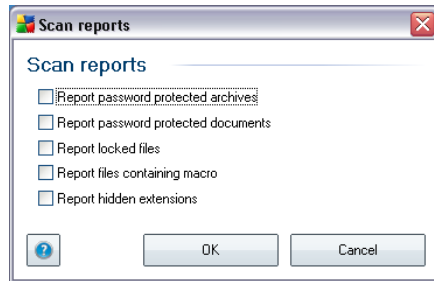 Scan reports
Scan reports
Report password protected archives
Report password protected documents
Report locked files
Report files containing macro
Report hidden extensions
?
OK
Cancel